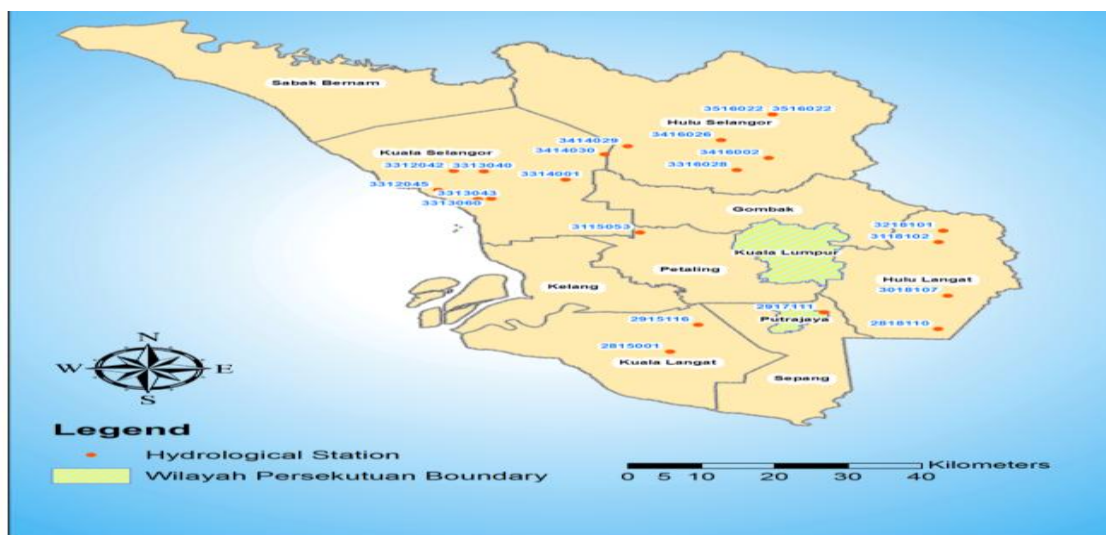 Sabak Bernam
3516022 3516022
Hulu Selangor
3414029
3416026
Kuala Selangor
3414030
3416002
3312042 3313040
3316028
3314001
3312045
3313043
3313060
Gombak
3218101
3115053
3118102
Kuala Lumpur
Petaling
Hulu Langat
Kelang
3018107
2917111
2915116
Putrajaya
2818110
2815001
Kuala Langat
Sepang
N
W E
S
Legend
Hydrological Station
Wilayah Persekutuan Boundary
Kilometers
0 5 10 20 30 40